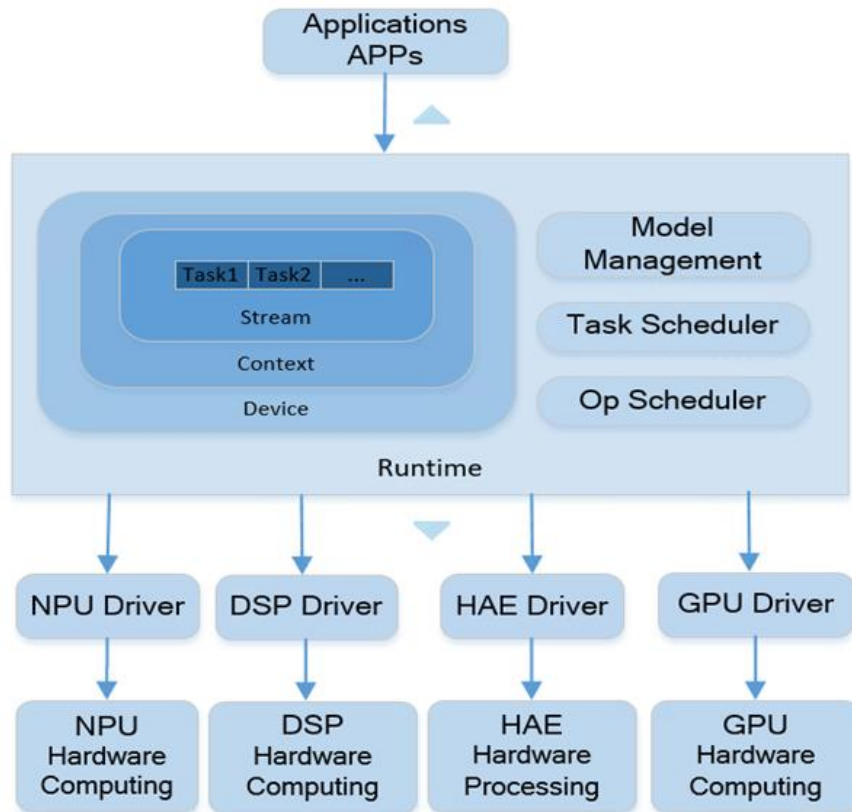 Applications
APPs
Task1 Task2 ...
Stream
Context
Device
Model
Management
Task Scheduler
Op Scheduler
Runtime
NPU Driver
DSP Driver
HAE Driver
GPU Driver
NPU
Hardware
Computing
DSP
Hardware
Computing
HAE
Hardware
Processing
GPU
Hardware
Computing